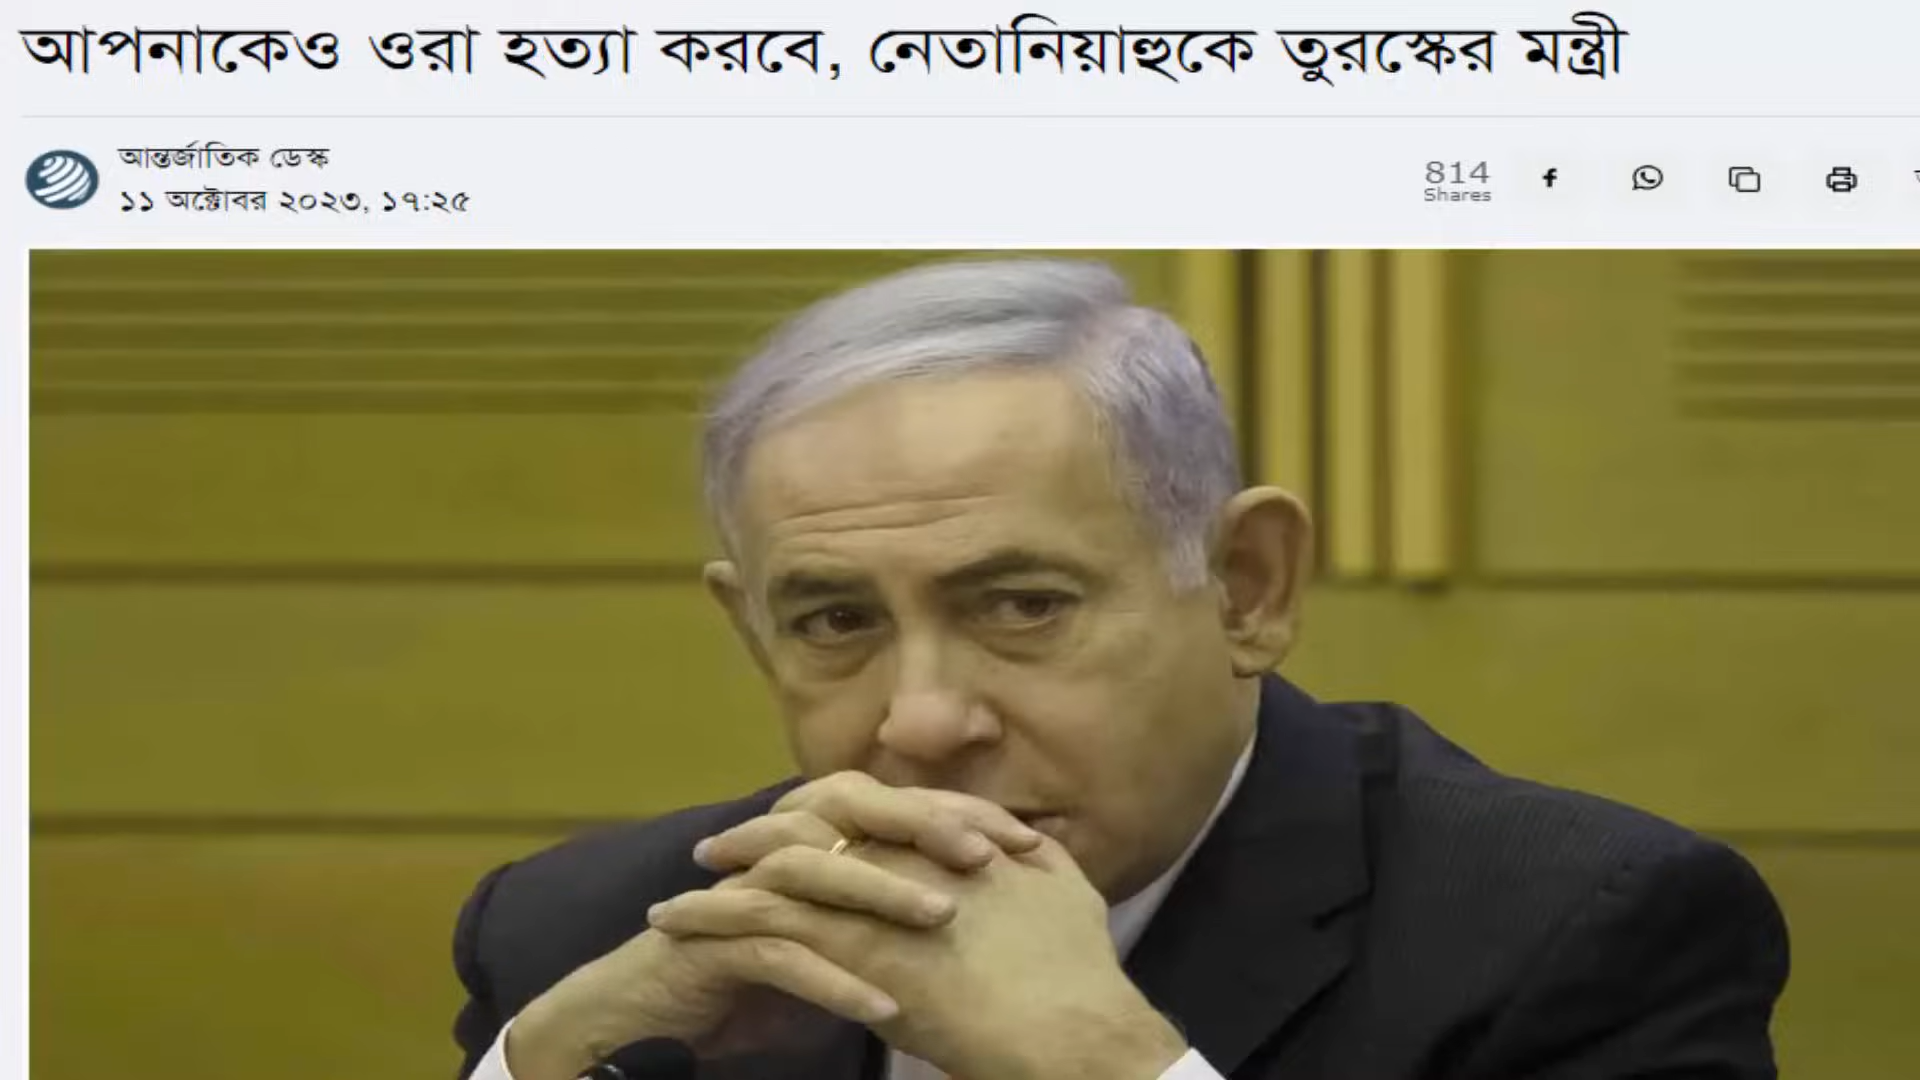 আপনাকেও ওরা হত্যা করবে, নেতানিয়াহুকে তুরস্কের মন্ত্রী
আন্তর্জাতিক ডেস্ক
১১ অক্টোবর ২০২৩, ১৭:২৫
814
Shares